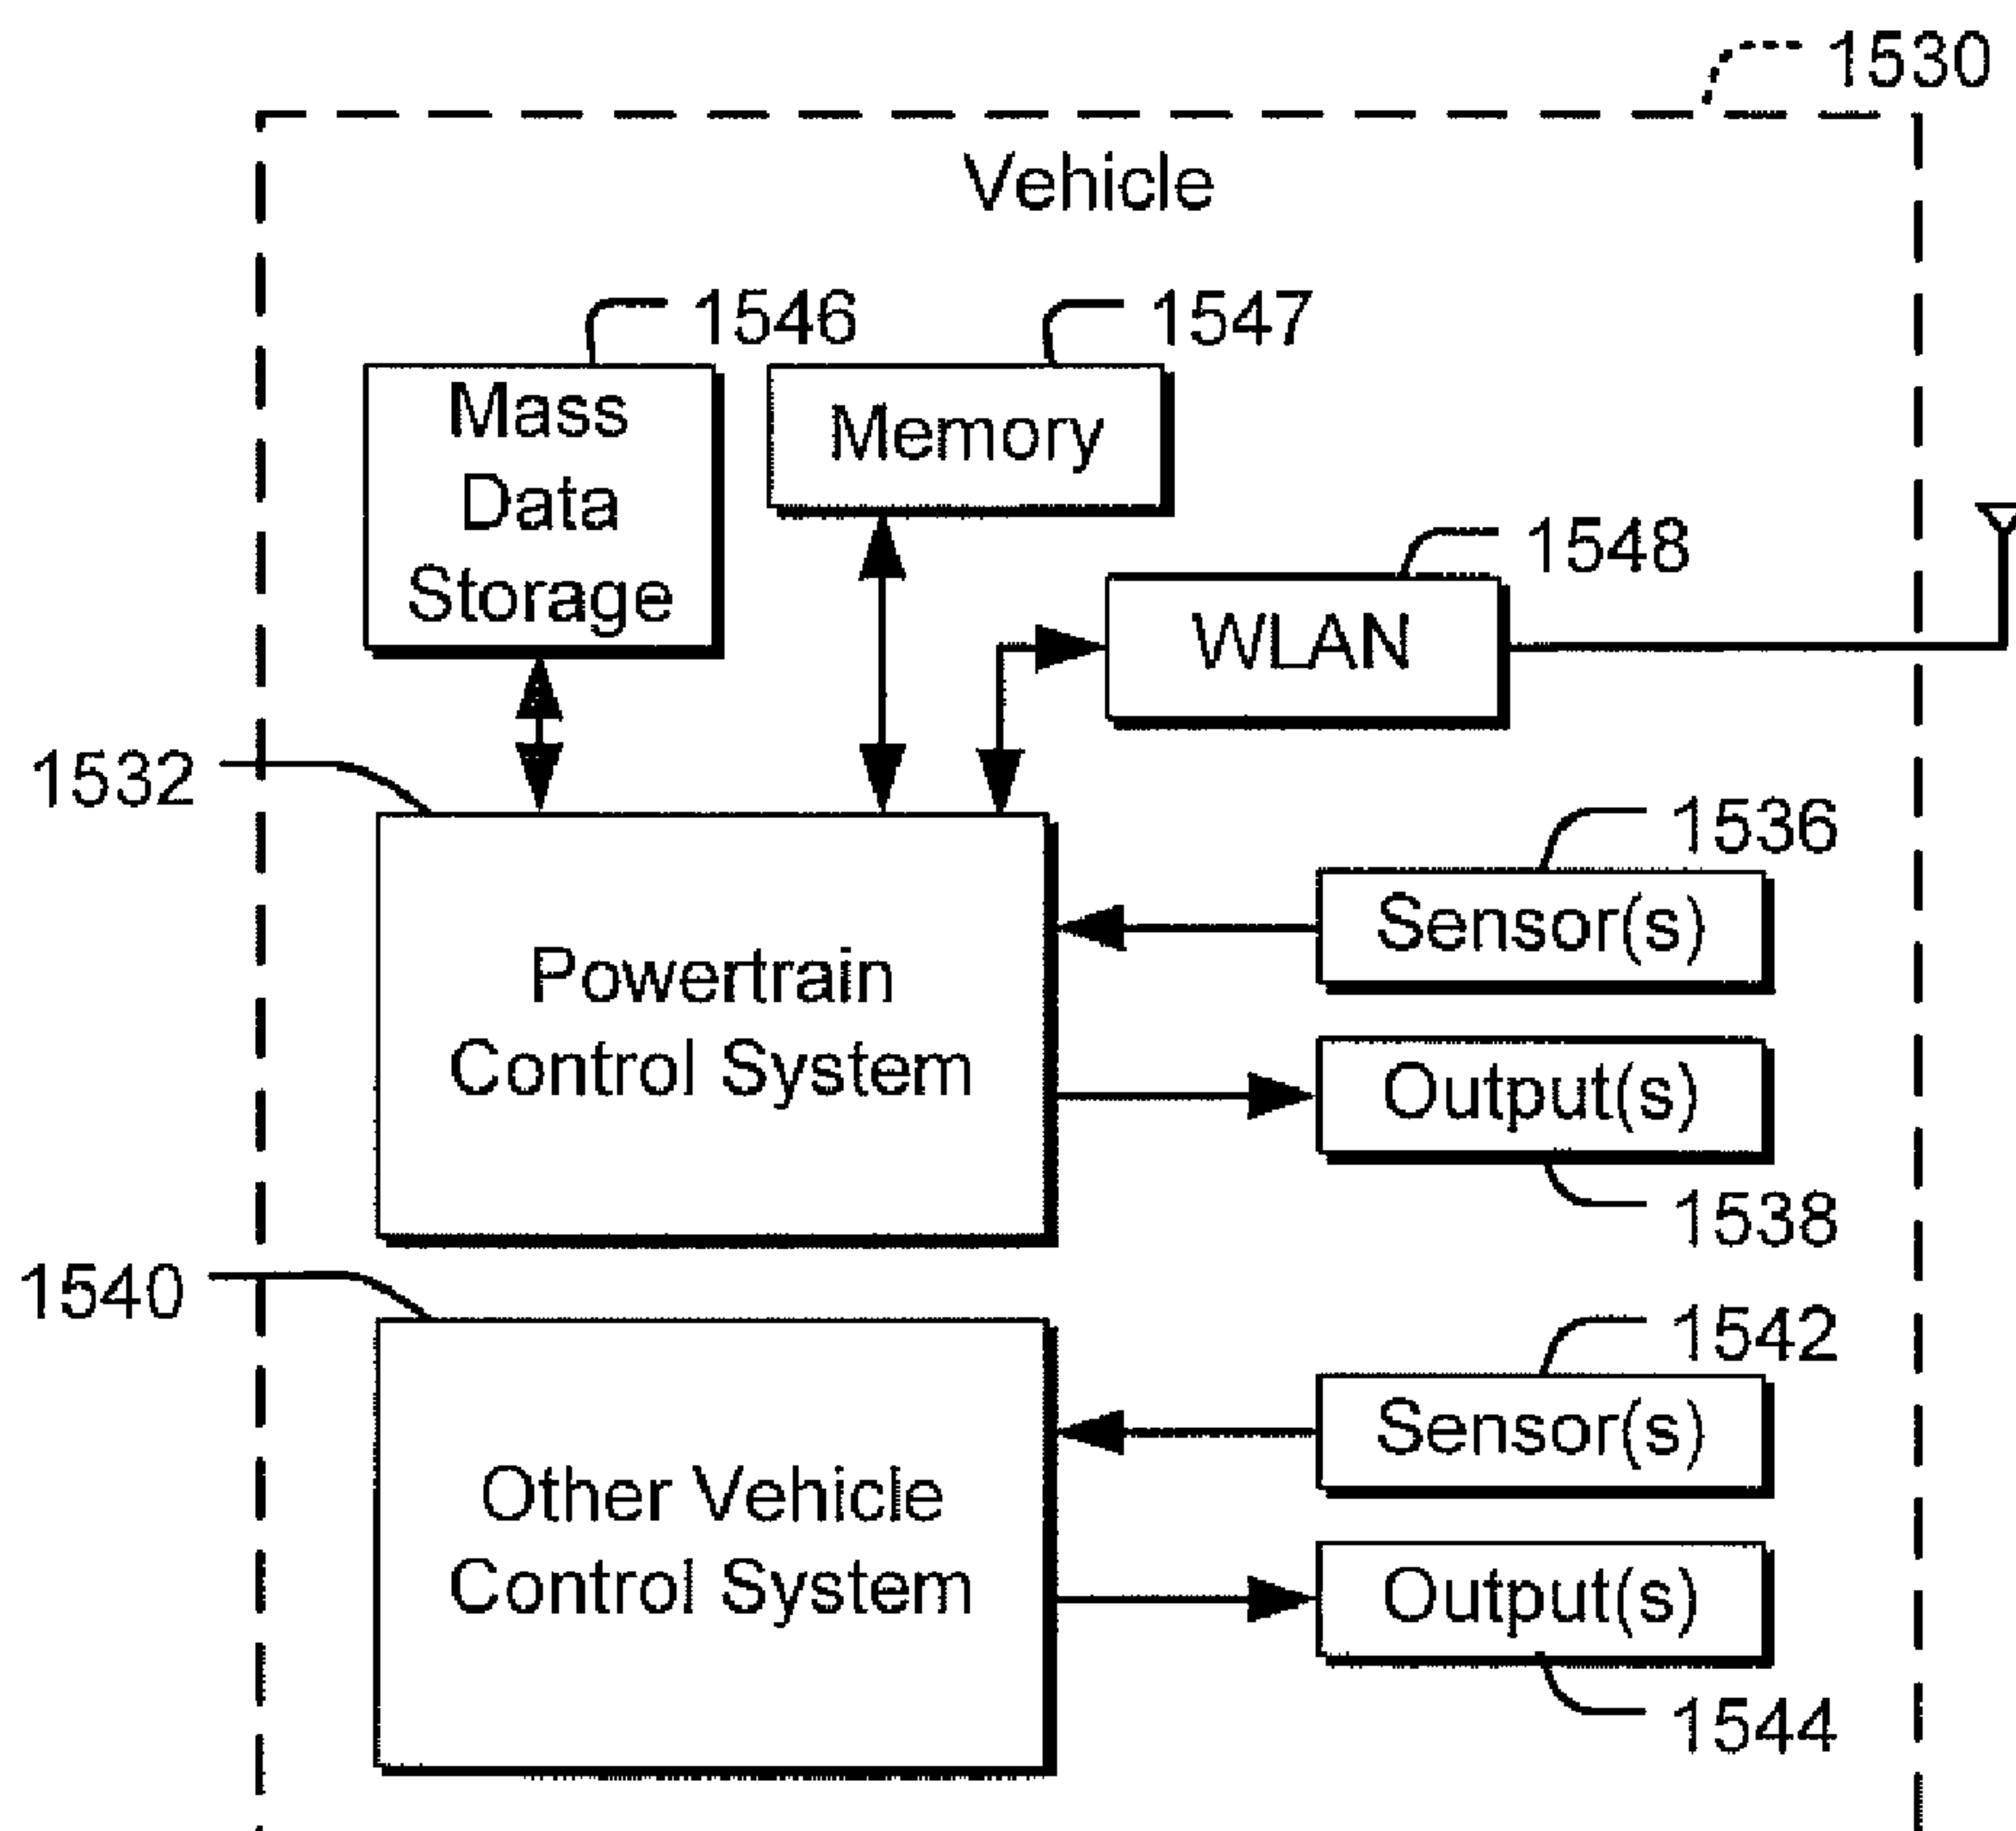 1530
Vehicle
1546
1547
Mass
Data
Storage
Memory
1548
WLAN
1532
1536
Sensor(s)
Powertrain
Control System
Output(s)
1538
1540
1542
Sensor(s)
Other Vehicle
Control System
Output(s)
1544